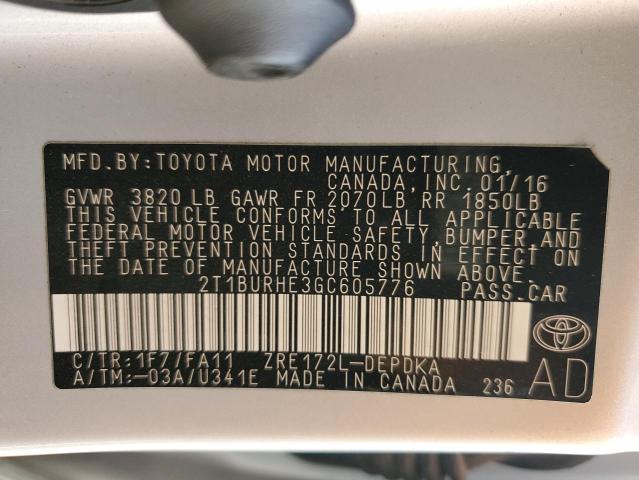 MFD.BY:TOYOTA MOTOR MANUFACTURING,
CANADA,INC.01/16
GVWR 3820 LB GAWR FR 2070LB RR 1850LB
THIS VEHICLE CONFORMS TO ALL APPLICABLE
FEDERAL MOTOR VEHICLE SAFETY,BUMPER,AND
THEFT PREVENTION STANDARDS IN EFFECT ON
THE DATE OF MANUFACTURE SHOWN ABOVE.
2T1BURHE3GC605776 PASS.CAR
C/TR:1F7/FA11 ZRE172L-DEPDKA
A/TM:-03A/U341E MADE IN CANADA 236
AD